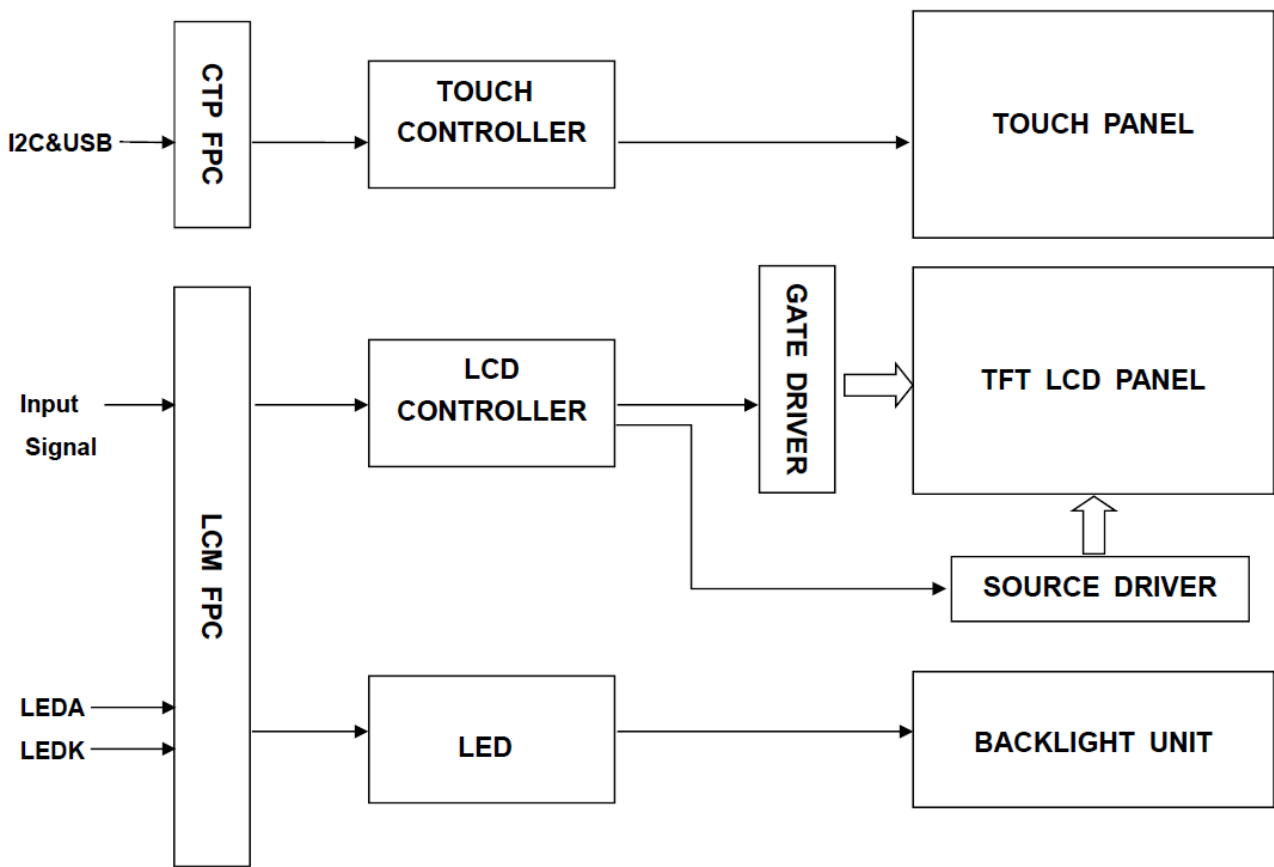 I2C&USB
CTP FPC
TOUCH
CONTROLLER
TOUCH PANEL
Input
Signal
LCM FPC
LCD
CONTROLLER
GATE DRIVER
TFT LCD PANEL
SOURCE DRIVER
LEDA
LEDK
LED
BACKLIGHT UNIT